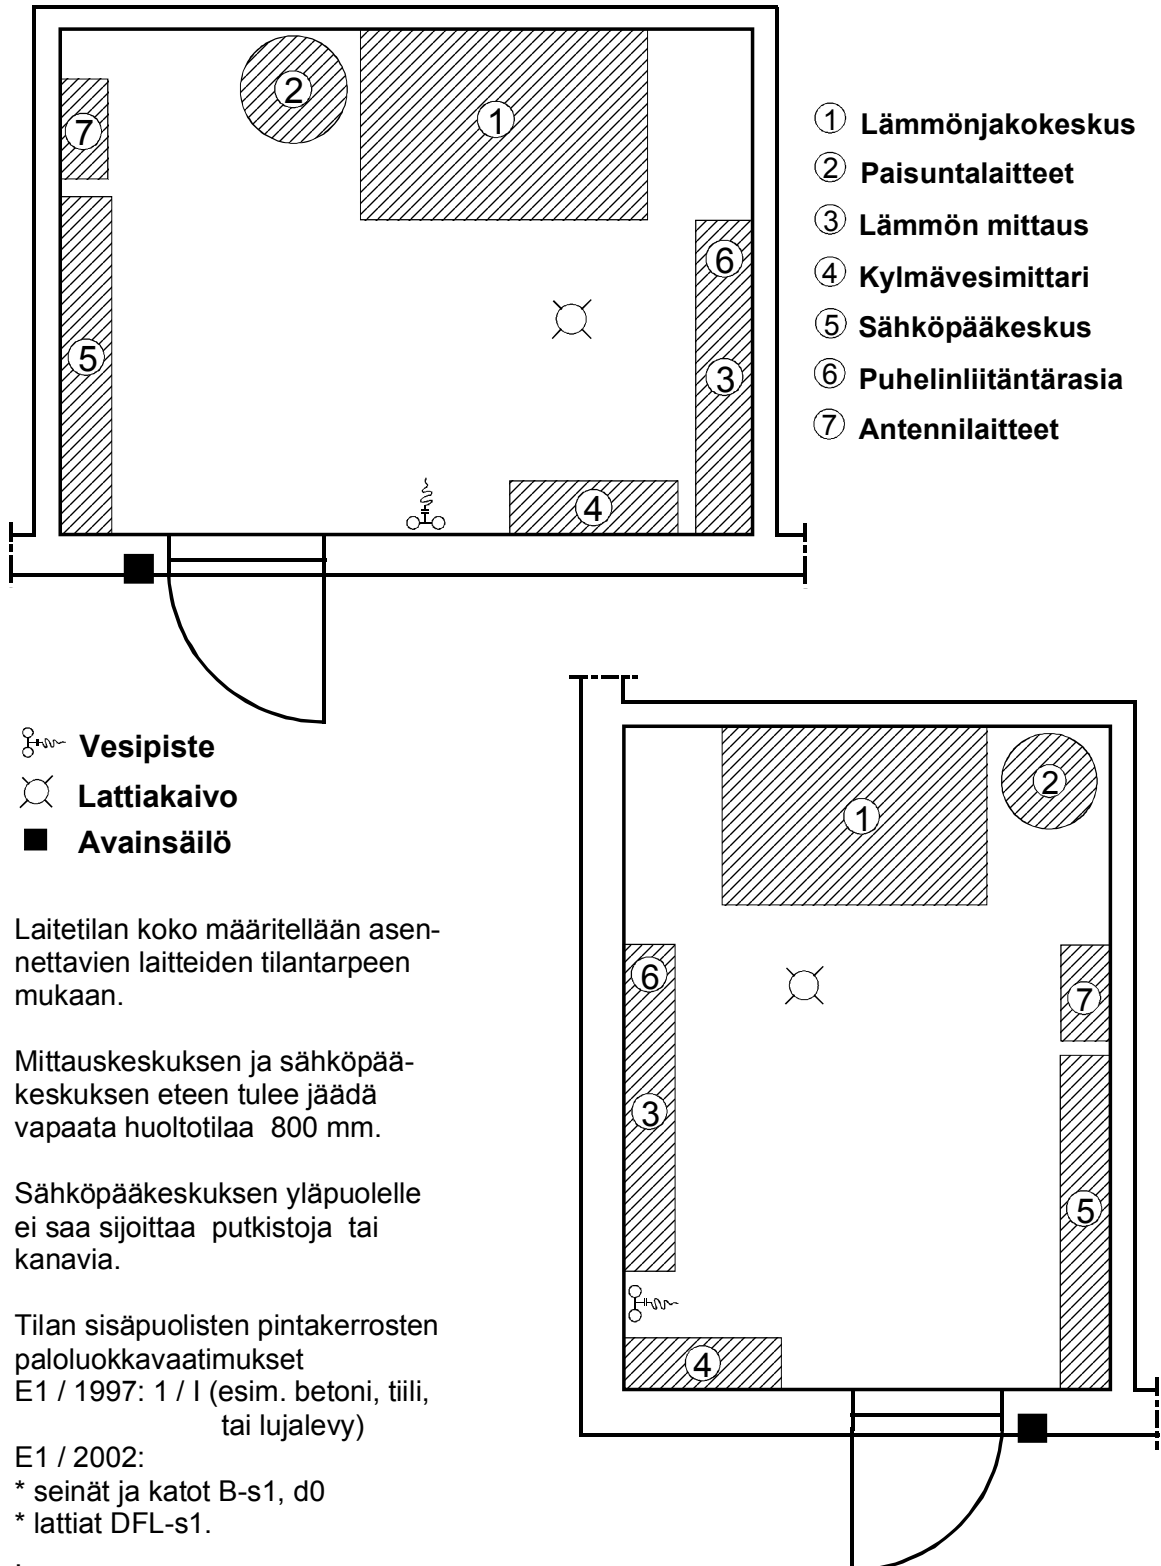 2
1
7
6
5
3
4
① Lämmönjakokeskus
② Paisuntalaitteet
③ Lämmön mittaus
④ Kylmävesimittari
⑤ Sähköpääkeskus
⑥ Puhelinliitäntärasia
⑦ Antennilaitteet
Vesipiste
Lattiakaivo
Avainsäilö
Laitetilan koko määritellään asen-
nettavien laitteiden tilantarpeen
mukaan.
Mittauskeskuksen ja sähköpää-
keskuksen eteen tulee jäädä
vapaata huoltotilaa 800 mm.
Sähköpääkeskuksen yläpuolelle
ei saa sijoittaa putkistoja tai
kanavia.
Tilan sisäpuolisten pintakerrosten
paloluokkavaatimukset
E1 / 1997: 1 / I (esim. betoni, tiili,
tai lujalevy)
E1 / 2002:
* seinät ja katot B-s1, d0
* lattiat DFL-s1.
.
2
1
6
7
3
5
4